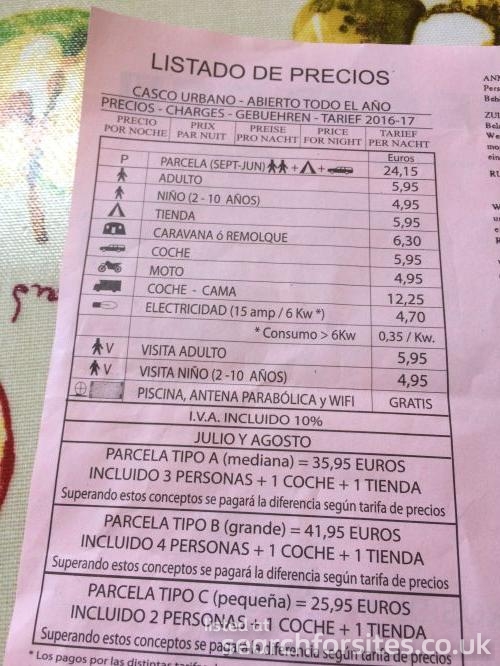 LISTADO DE PRECIOS
CASCO URBANO - ABIERTO TODO EL AÑO
PRECIOS - CHARGES - GEBUEHREN - TARIEF 2016-17
PRECIO POR NOCHE PRIX PAR NUIT PREISE PRO NACHT PRICE FOR NIGHT TARIEF PER NACHT
Euros
P PARCELA (SEPT-JUN) + + 24,15
ADULTO 5,95
NIÑO (2 - 10 AÑOS) 4,95
TIENDA 5,95
CARAVANA ó REMOLQUE 6,30
COCHE 5,95
MOTO 4,95
COCHE - CAMA 12,25
ELECTRICIDAD (15 amp / 6 Kw *) 4,70
* Consumo > 6Kw 0,35 / Kw.
V VISITA ADULTO 5,95
V VISITA NIÑO (2 -10 AÑOS) 4,95
PISCINA, ANTENA PARABÓLICA y WIFI GRATIS
I.V.A. INCLUIDO 10%
JULIO Y AGOSTO
PARCELA TIPO A (mediana) = 35,95 EUROS
INCLUIDO 3 PERSONAS + 1 COCHE + 1 TIENDA
Superando estos conceptos se pagará la diferencia según tarifa de precios
PARCELA TIPO B (grande) = 41,95 EUROS
INCLUIDO 4 PERSONAS + 1 COCHE + 1 TIENDA
Superando estos conceptos se pagará la diferencia según tarifa de precios
PARCELA TIPO C (pequeña) = 25,95 EUROS
INCLUIDO 2 PERSONAS + 1 COCHE + 1 TIENDA
Superando estos conceptos se pagará la diferencia según tarifa de precios
* Los pagos por las distintas
listed at
searchforsites.co.uk